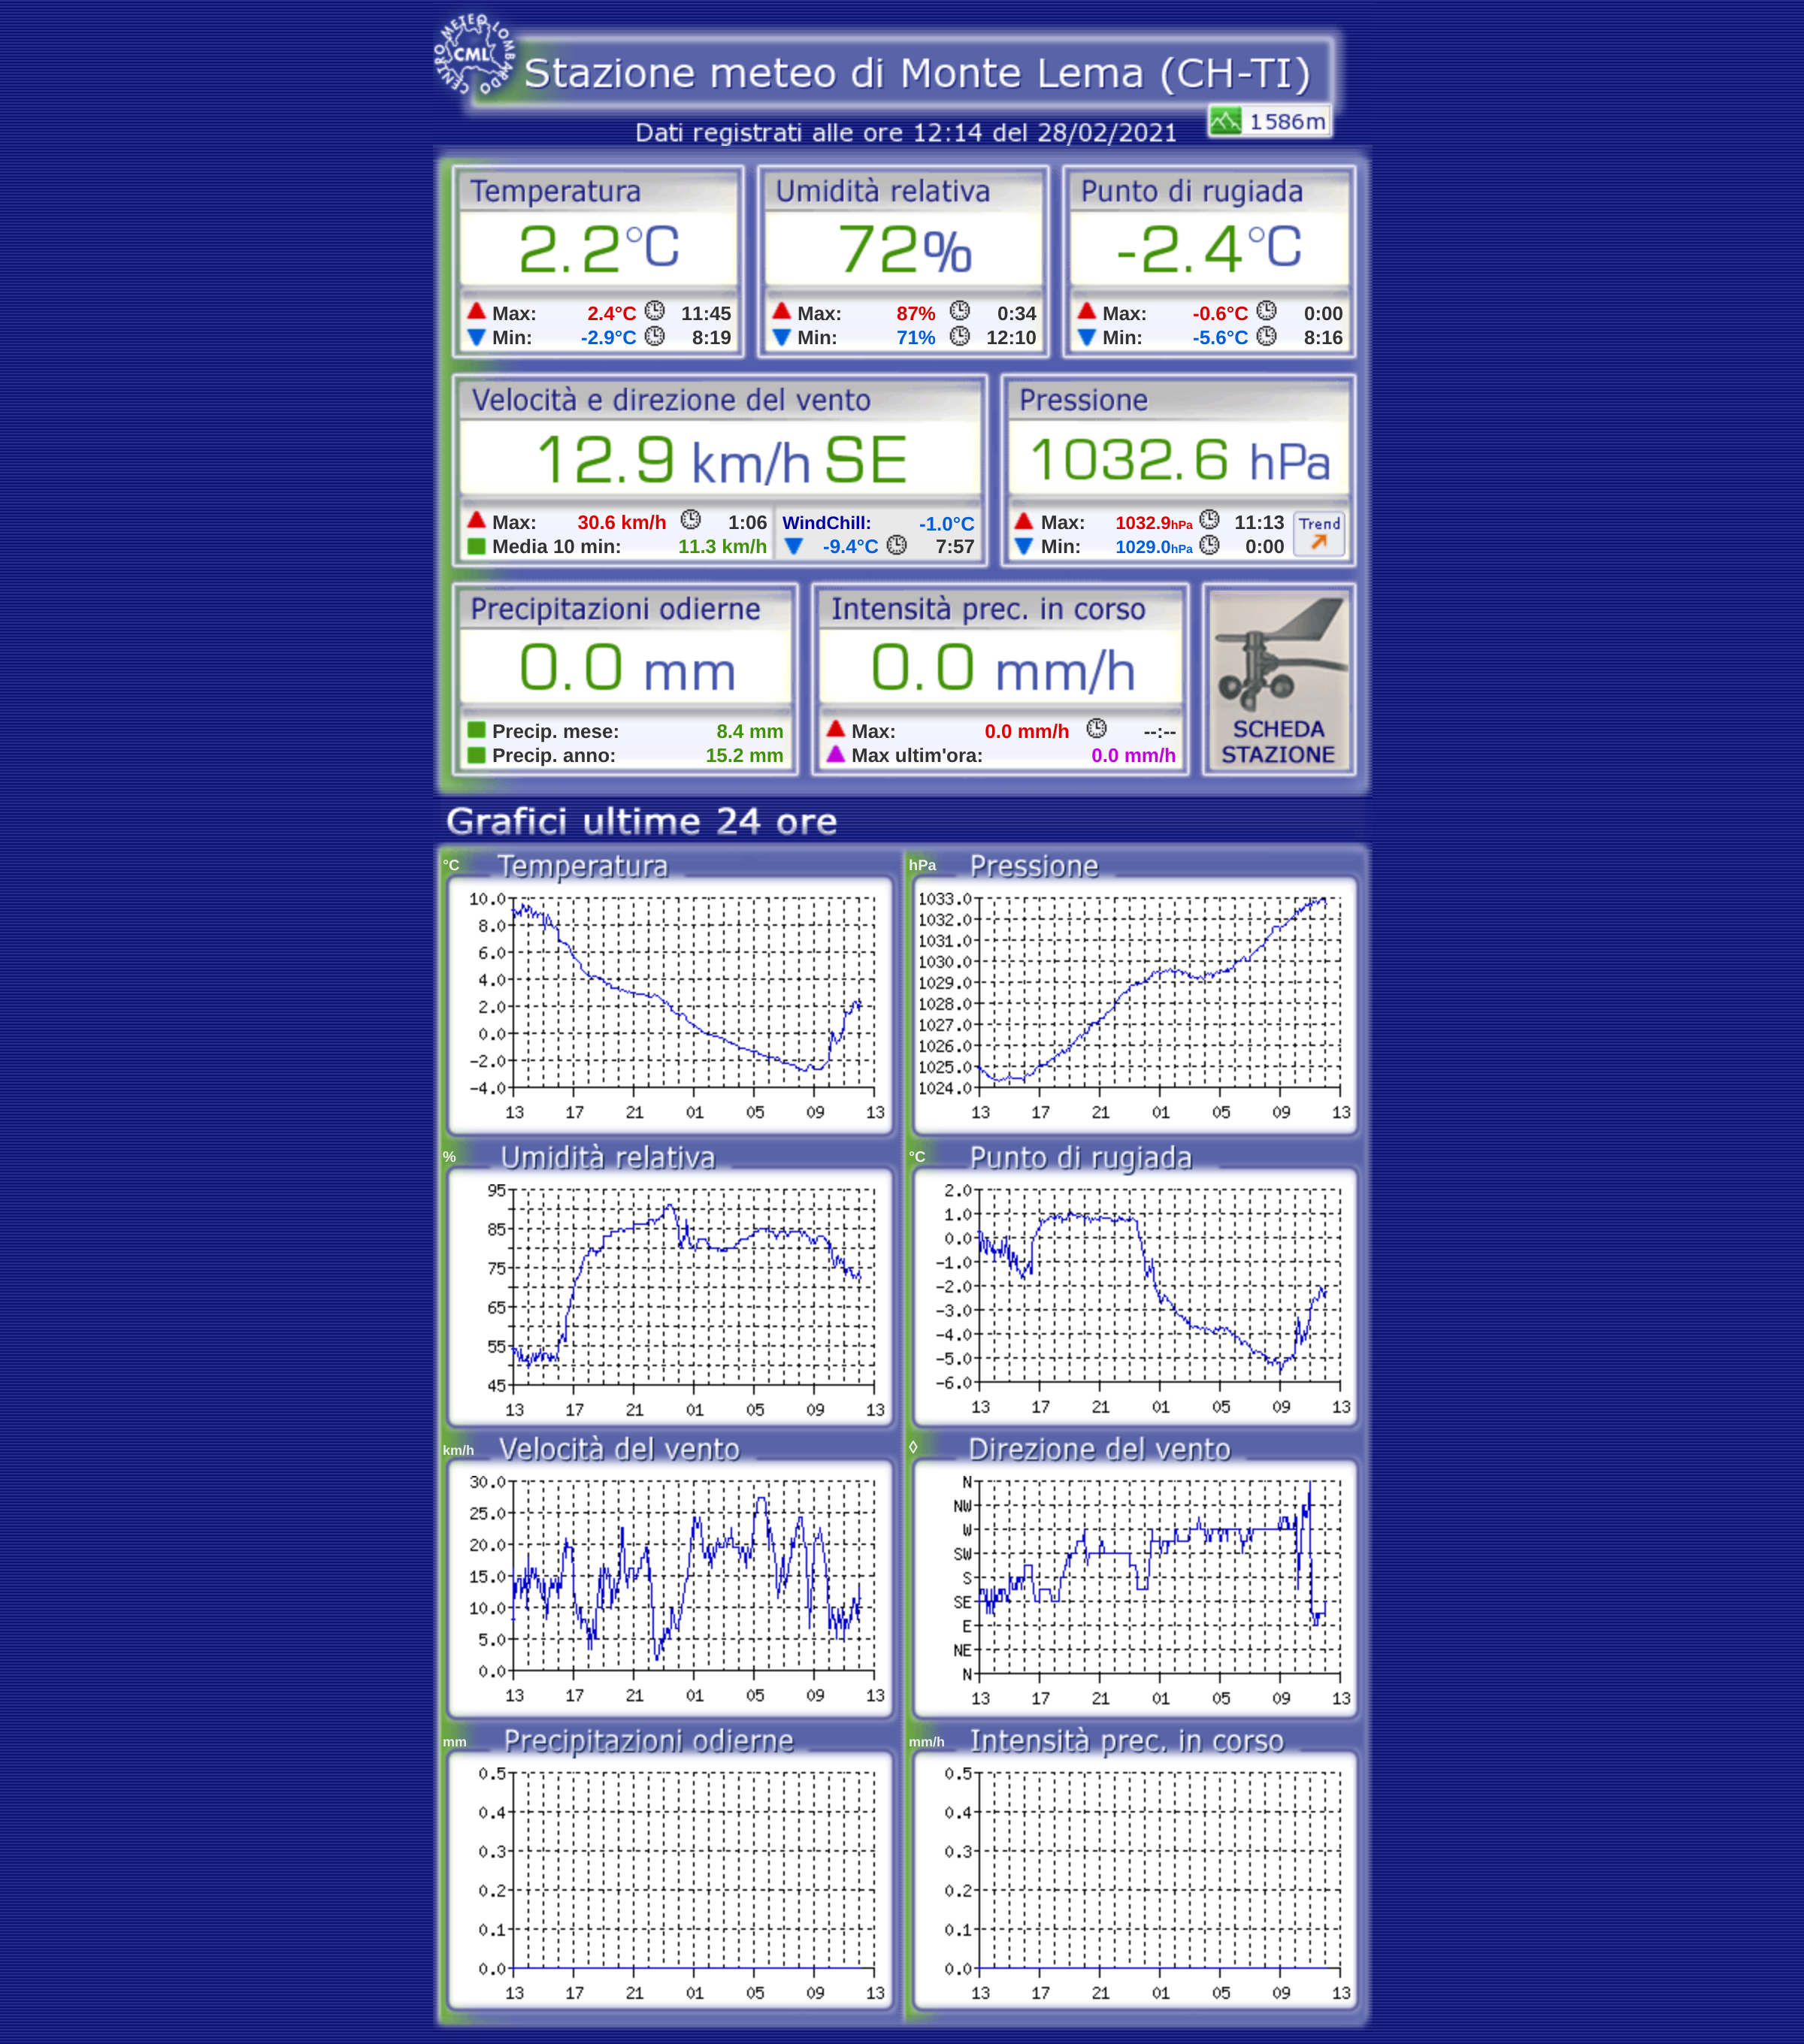 CENTRO METEO LOMBARDO
CML
Stazione meteo di Monte Lema (CH-TI)
1586m
Dati registrati alle ore 12:14 del 28/02/2021
Temperatura
2.2°C
Max: 2.4°C 11:45
Min: -2.9°C 8:19
Umidità relativa
72%
Max: 87% 0:34
Min: 71% 12:10
Punto di rugiada
-2.4°C
Max: -0.6°C 0:00
Min: -5.6°C 8:16
Velocità e direzione del vento
12.9 km/h SE
Max: 30.6 km/h 1:06
Media 10 min: 11.3 km/h
WindChill: -1.0°C
-9.4°C 7:57
Pressione
1032.6 hPa
Max: 1032.9hPa 11:13
Min: 1029.0hPa 0:00
Trend
Precipitazioni odierne
0.0 mm
Precip. mese: 8.4 mm
Precip. anno: 15.2 mm
Intensità prec. in corso
0.0 mm/h
Max: 0.0 mm/h --:--
Max ultim'ora: 0.0 mm/h
SCHEDA
STAZIONE
Grafici ultime 24 ore
°C Temperatura
10.0
8.0
6.0
4.0
2.0
0.0
-2.0
-4.0
13 17 21 01 05 09 13
hPa Pressione
1033.0
1032.0
1031.0
1030.0
1029.0
1028.0
1027.0
1026.0
1025.0
1024.0
13 17 21 01 05 09 13
% Umidità relativa
95
85
75
65
55
45
13 17 21 01 05 09 13
°C Punto di rugiada
2.0
1.0
0.0
-1.0
-2.0
-3.0
-4.0
-5.0
-6.0
13 17 21 01 05 09 13
km/h Velocità del vento
30.0
25.0
20.0
15.0
10.0
5.0
0.0
13 17 21 01 05 09 13
◊ Direzione del vento
N
NW
W
SW
S
SE
E
NE
N
13 17 21 01 05 09 13
mm Precipitazioni odierne
0.5
0.4
0.3
0.2
0.1
0.0
13 17 21 01 05 09 13
mm/h Intensità prec. in corso
0.5
0.4
0.3
0.2
0.1
0.0
13 17 21 01 05 09 13